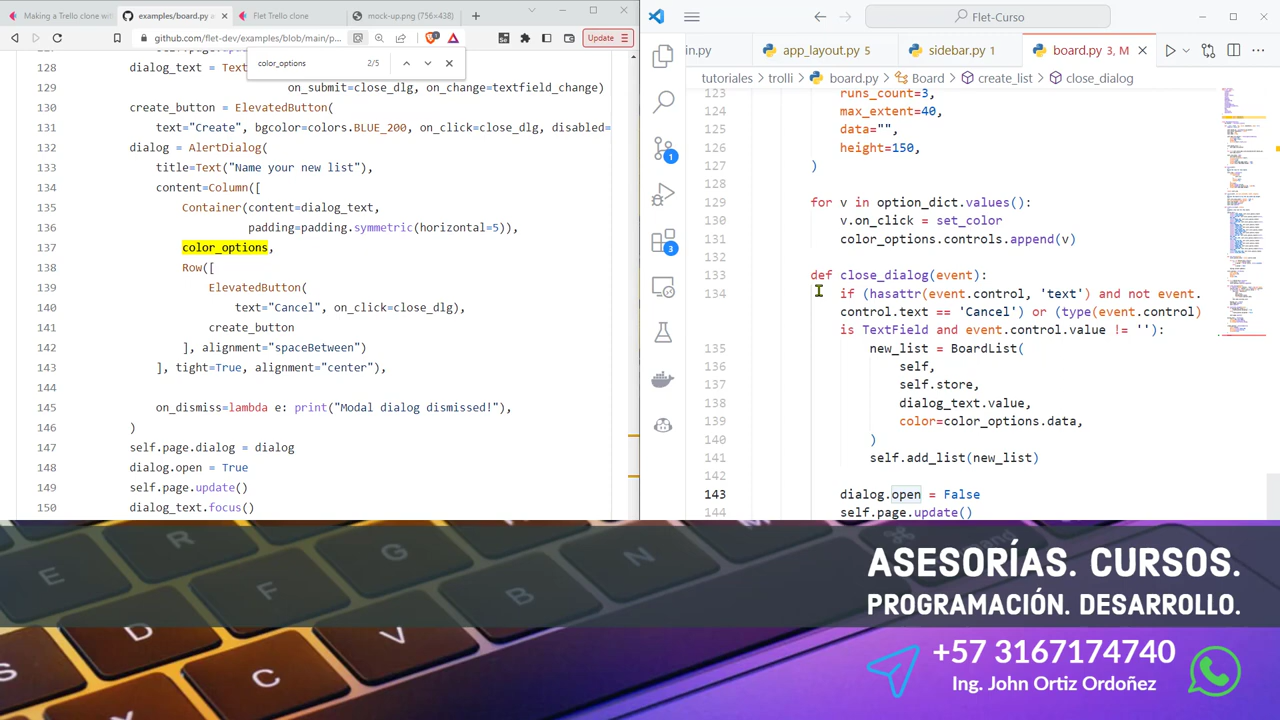 Making a Trello clone wit
examples/board.py
Flet Trello clone
mock-up.png (756×438)
github.com/flet-dev/examples/blob/main/p...
Update
color_options
2/5
128 dialog_text = Text
129 on_submit=close_dlg, on_change=textfield_change)
130 create_button = ElevatedButton(
131 text="Create", bgcolor=colors.BLUE_200, on_click=close_dlg, disabled=
132 dialog = AlertDialog(
133 title=Text("Name your new list"),
134 content=Column([
135 Container(content=dialog_text,
136 padding=padding.symmetric(horizonal=5)),
137 color_options,
138 Row([
139 ElevatedButton(
140 text="Cancel", on_click=close_dlg),
141 create_button
142 ], alignment="spaceBetween")
143 ], tight=True, alignment="center"),
144
145 on_dismiss=lambda e: print("Modal dialog dismissed!"),
146 )
147 self.page.dialog = dialog
148 dialog.open = True
149 self.page.update()
150 dialog_text.focus()
Flet-Curso
in.py
app_layout.py 5
sidebar.py 1
board.py 3, M
tutoriales > trolli > board.py > Board > create_list > close_dialog
123 runs_count=3,
124 max_extent=40,
125 data="",
126 height=150,
127 )
128
129 for v in option_dictionaries():
130 v.on_click = set_color
131 color_options.controls.append(v)
132
133 def close_dialog(event):
134 if (hasattr(event.control, 'text') and not event.
control.text == 'Cancel') or (type(event.control)
is TextField and event.control.value != ''):
135 new_list = BoardList(
136 self,
137 self.store,
138 dialog_text.value,
139 color=color_options.data,
140 )
141 self.add_list(new_list)
142
143 dialog.open = False
144 self.page.update()
1
3
ASESORÍAS. CURSOS.
PROGRAMACIÓN. DESARROLLO.
+57 3167174740
Ing. John Ortiz Ordoñez